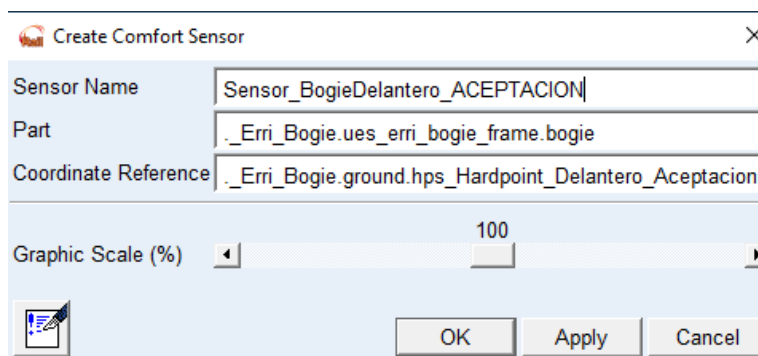 Create Comfort Sensor
Sensor Name Sensor_BogieDelantero_ACEPTACION
Part ._Erri_Bogie.ues_erri_bogie_frame.bogie
Coordinate Reference ._Erri_Bogie.ground.hps_Hardpoint_Delantero_Aceptacion
100
Graphic Scale (%)
OK Apply Cancel